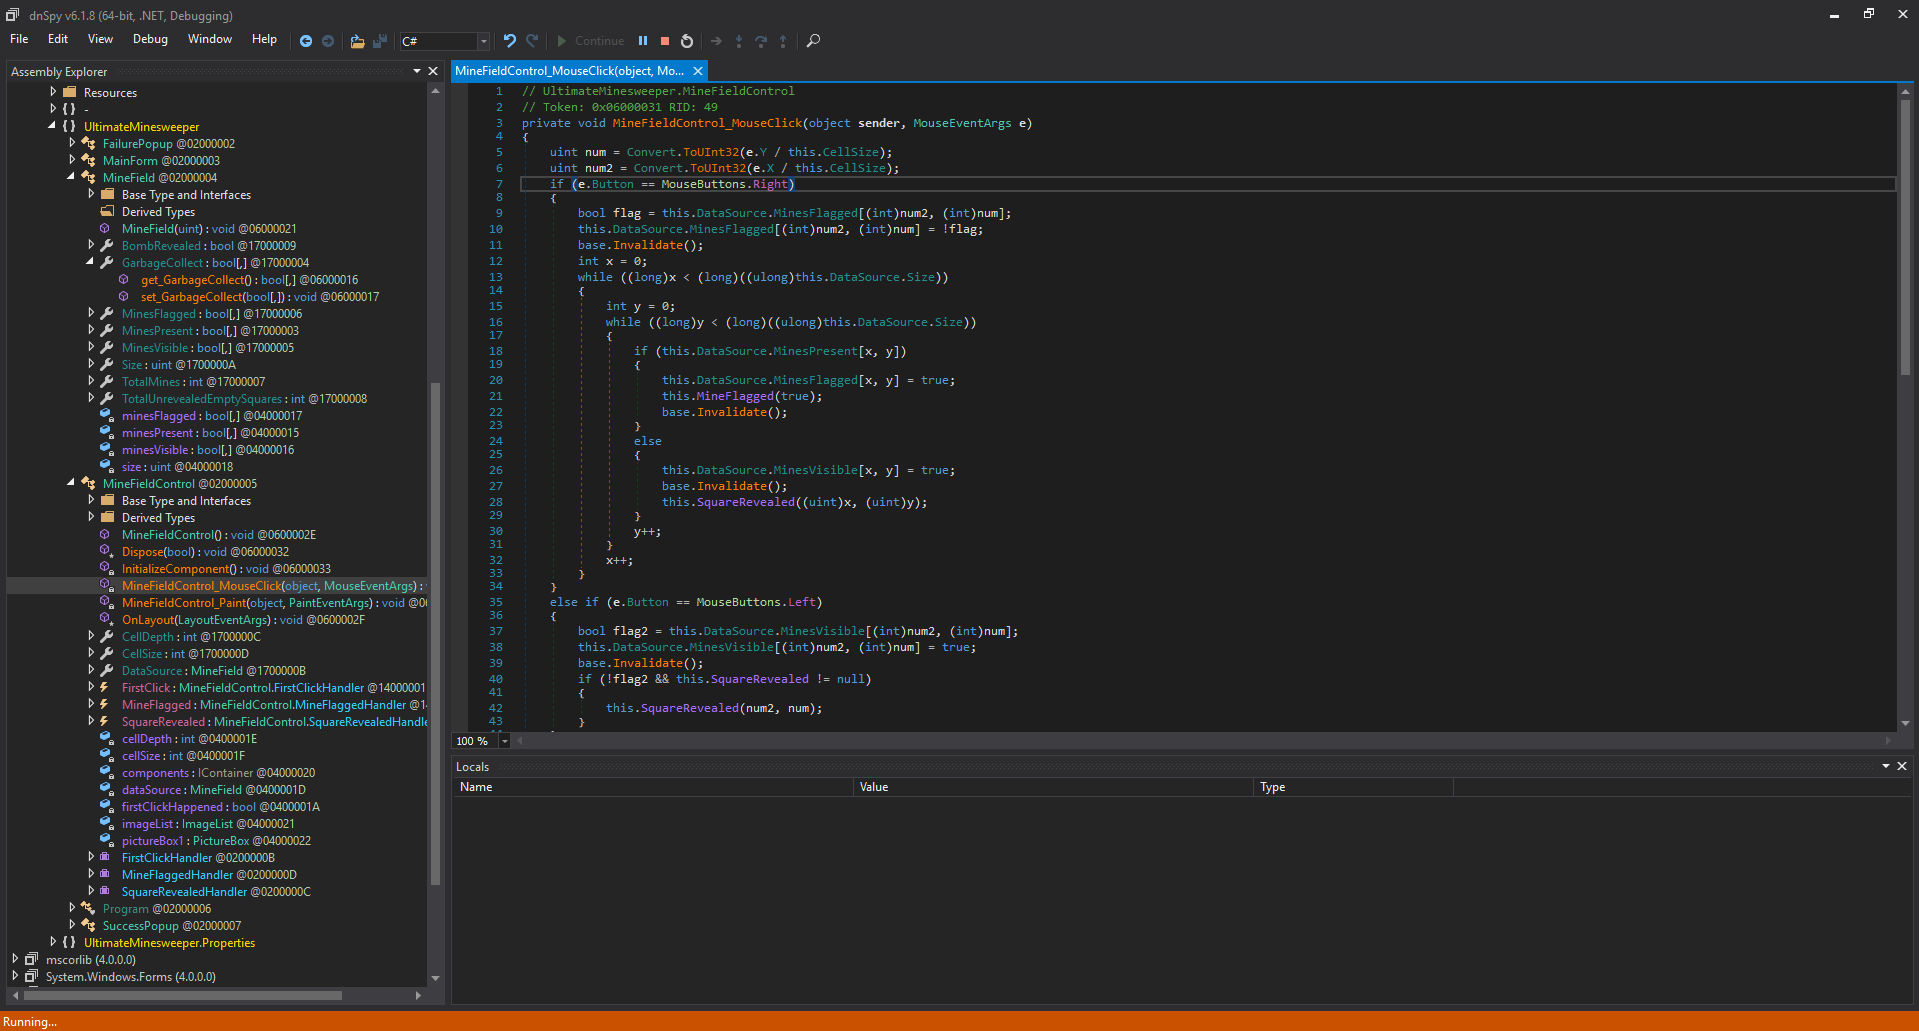 dnSpy v6.1.8 (64-bit, .NET, Debugging)
File Edit View Debug Window Help C# Continue
Assembly Explorer
Resources
{ } -
{ } UltimateMinesweeper
FailurePopup @02000002
MainForm @02000003
MineField @02000004
Base Type and Interfaces
Derived Types
MineField(uint) : void @06000021
BombRevealed : bool @17000009
GarbageCollect : bool[,] @17000004
get_GarbageCollect() : bool[,] @06000016
set_GarbageCollect(bool[,]) : void @06000017
MinesFlagged : bool[,] @17000006
MinesPresent : bool[,] @17000003
MinesVisible : bool[,] @17000005
Size : uint @1700000A
TotalMines : int @17000007
TotalUnrevealedEmptySquares : int @17000008
minesFlagged : bool[,] @04000017
minesPresent : bool[,] @04000015
minesVisible : bool[,] @04000016
size : uint @04000018
MineFieldControl @02000005
Base Type and Interfaces
Derived Types
MineFieldControl() : void @0600002E
Dispose(bool) : void @06000032
InitializeComponent() : void @06000033
MineFieldControl_MouseClick(object, MouseEventArgs) :
MineFieldControl_Paint(object, PaintEventArgs) : void @0
OnLayout(LayoutEventArgs) : void @0600002F
CellDepth : int @1700000C
CellSize : int @1700000D
DataSource : MineField @1700000B
FirstClick : MineFieldControl.FirstClickHandler @14000001
MineFlagged : MineFieldControl.MineFlaggedHandler @1
SquareRevealed : MineFieldControl.SquareRevealedHandle
cellDepth : int @0400001E
cellSize : int @0400001F
components : IContainer @04000020
dataSource : MineField @0400001D
firstClickHappened : bool @0400001A
imageList : ImageList @04000021
pictureBox1 : PictureBox @04000022
FirstClickHandler @0200000B
MineFlaggedHandler @0200000D
SquareRevealedHandler @0200000C
Program @02000006
SuccessPopup @02000007
{ } UltimateMinesweeper.Properties
mscorlib (4.0.0.0)
System.Windows.Forms (4.0.0.0)
MineFieldControl_MouseClick(object, Mo...
1 // UltimateMinesweeper.MineFieldControl
2 // Token: 0x06000031 RID: 49
3 private void MineFieldControl_MouseClick(object sender, MouseEventArgs e)
4 {
5 uint num = Convert.ToUInt32(e.Y / this.CellSize);
6 uint num2 = Convert.ToUInt32(e.X / this.CellSize);
7 if (e.Button == MouseButtons.Right)
8 {
9 bool flag = this.DataSource.MinesFlagged[(int)num2, (int)num];
10 this.DataSource.MinesFlagged[(int)num2, (int)num] = !flag;
11 base.Invalidate();
12 int x = 0;
13 while ((long)x < (long)((ulong)this.DataSource.Size))
14 {
15 int y = 0;
16 while ((long)y < (long)((ulong)this.DataSource.Size))
17 {
18 if (this.DataSource.MinesPresent[x, y])
19 {
20 this.DataSource.MinesFlagged[x, y] = true;
21 this.MineFlagged(true);
22 base.Invalidate();
23 }
24 else
25 {
26 this.DataSource.MinesVisible[x, y] = true;
27 base.Invalidate();
28 this.SquareRevealed((uint)x, (uint)y);
29 }
30 y++;
31 }
32 x++;
33 }
34 }
35 else if (e.Button == MouseButtons.Left)
36 {
37 bool flag2 = this.DataSource.MinesVisible[(int)num2, (int)num];
38 this.DataSource.MinesVisible[(int)num2, (int)num] = true;
39 base.Invalidate();
40 if (!flag2 && this.SquareRevealed != null)
41 {
42 this.SquareRevealed(num2, num);
43 }
100 %
Locals
Name Value Type
Running...